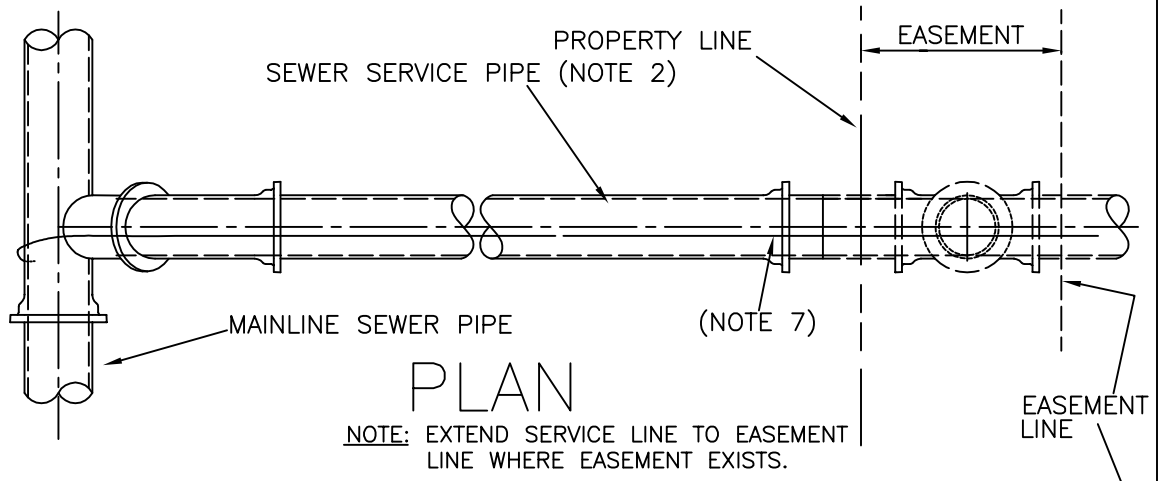 PROPERTY LINE
EASEMENT
SEWER SERVICE PIPE (NOTE 2)
MAINLINE SEWER PIPE
(NOTE 7)
PLAN
EASEMENT
LINE
NOTE: EXTEND SERVICE LINE TO EASEMENT
LINE WHERE EASEMENT EXISTS.